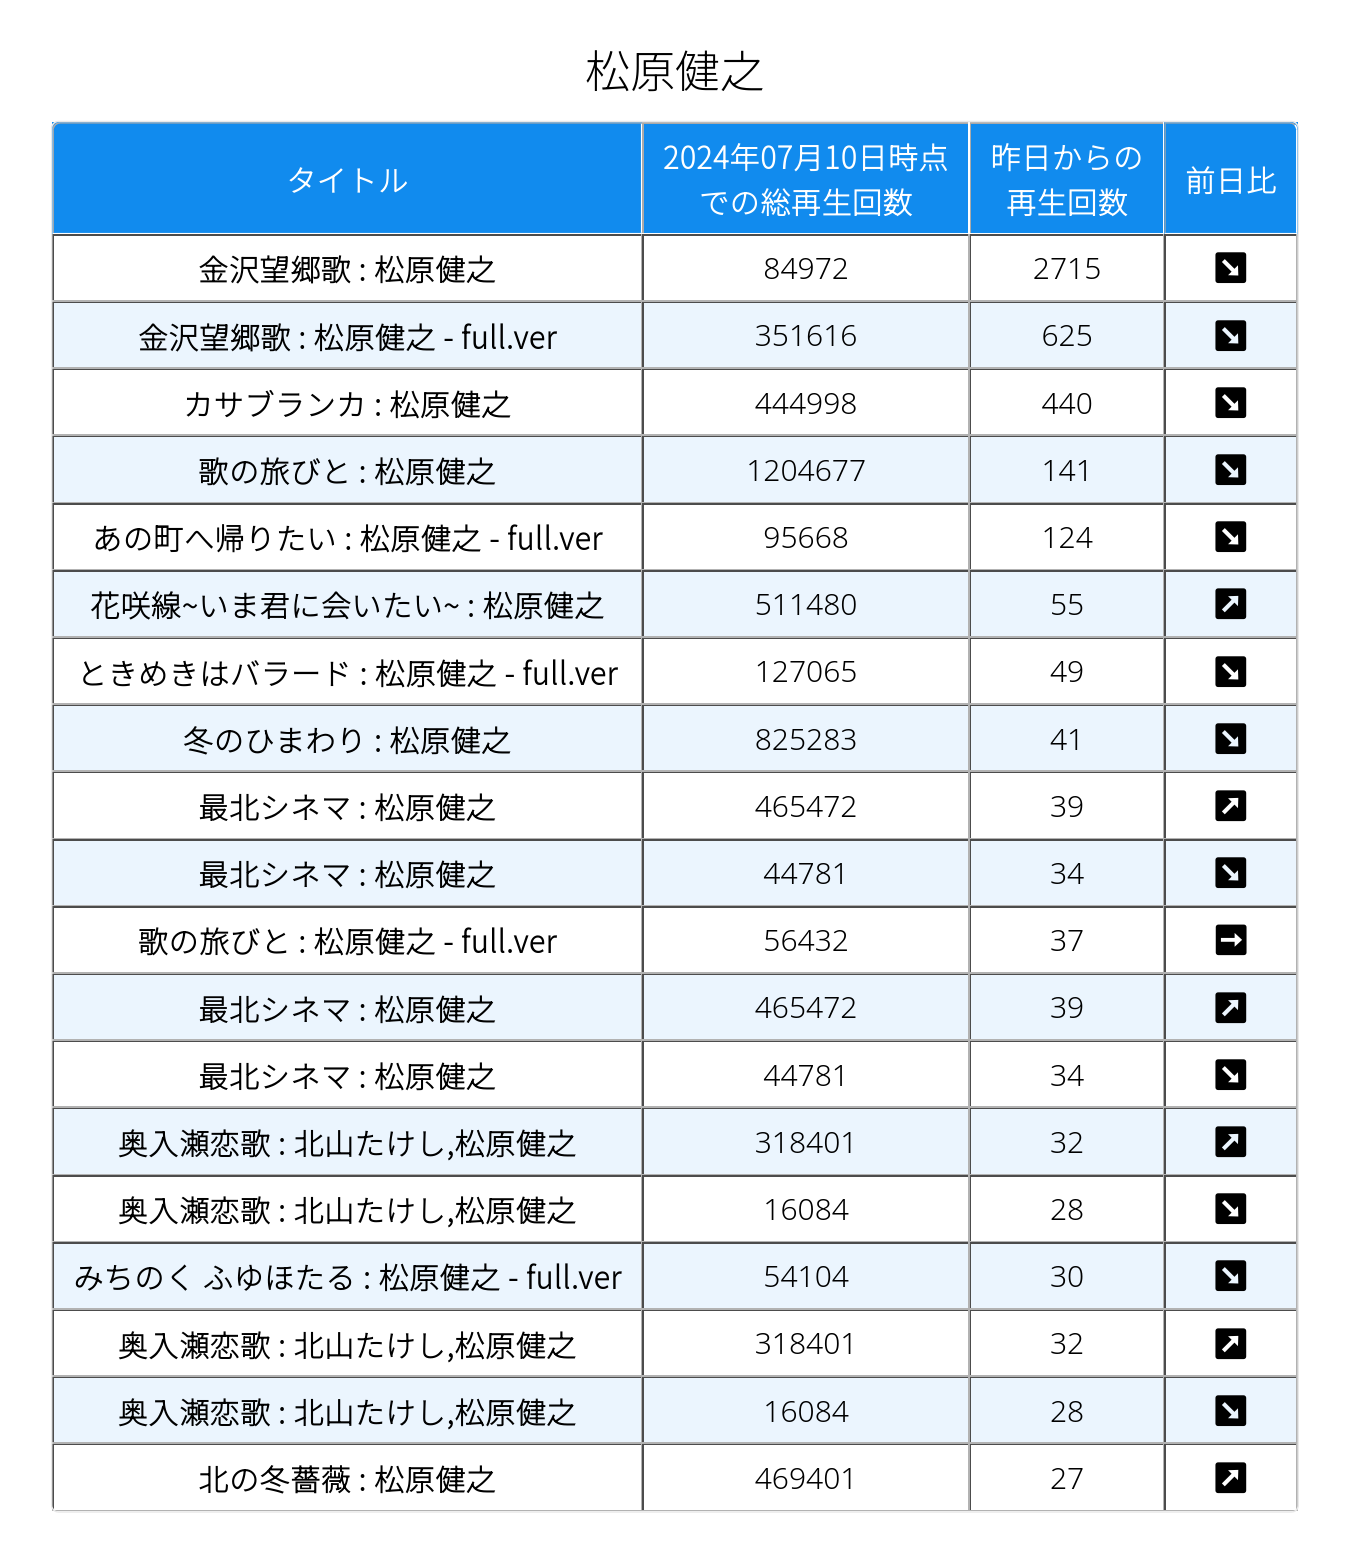 松原健之
タイトル 2024年07月10日時点での総再生回数 昨日からの再生回数 前日比
金沢望郷歌 : 松原健之 84972 2715 ↘
金沢望郷歌 : 松原健之 - full.ver 351616 625 ↘
カサブランカ : 松原健之 444998 440 ↘
歌の旅びと : 松原健之 1204677 141 ↘
あの町へ帰りたい : 松原健之 - full.ver 95668 124 ↘
花咲線~いま君に会いたい~ : 松原健之 511480 55 ↗
ときめきはバラード : 松原健之 - full.ver 127065 49 ↘
冬のひまわり : 松原健之 825283 41 ↘
最北シネマ : 松原健之 465472 39 ↗
最北シネマ : 松原健之 44781 34 ↘
歌の旅びと : 松原健之 - full.ver 56432 37 →
最北シネマ : 松原健之 465472 39 ↗
最北シネマ : 松原健之 44781 34 ↘
奥入瀬恋歌 : 北山たけし,松原健之 318401 32 ↗
奥入瀬恋歌 : 北山たけし,松原健之 16084 28 ↘
みちのく ふゆほたる : 松原健之 - full.ver 54104 30 ↘
奥入瀬恋歌 : 北山たけし,松原健之 318401 32 ↗
奥入瀬恋歌 : 北山たけし,松原健之 16084 28 ↘
北の冬薔薇 : 松原健之 469401 27 ↗